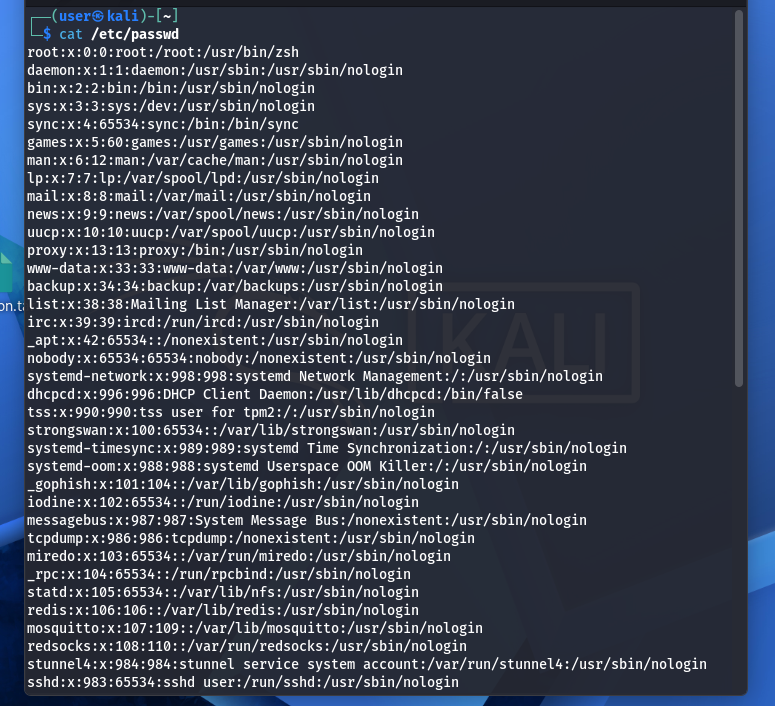 (user㉿kali)-[~]
$ cat /etc/passwd
root:x:0:0:root:/root:/usr/bin/zsh
daemon:x:1:1:daemon:/usr/sbin:/usr/sbin/nologin
bin:x:2:2:bin:/bin:/usr/sbin/nologin
sys:x:3:3:sys:/dev:/usr/sbin/nologin
sync:x:4:65534:sync:/bin:/bin/sync
games:x:5:60:games:/usr/games:/usr/sbin/nologin
man:x:6:12:man:/var/cache/man:/usr/sbin/nologin
lp:x:7:7:lp:/var/spool/lpd:/usr/sbin/nologin
mail:x:8:8:mail:/var/mail:/usr/sbin/nologin
news:x:9:9:news:/var/spool/news:/usr/sbin/nologin
uucp:x:10:10:uucp:/var/spool/uucp:/usr/sbin/nologin
proxy:x:13:13:proxy:/bin:/usr/sbin/nologin
www-data:x:33:33:www-data:/var/www:/usr/sbin/nologin
backup:x:34:34:backup:/var/backups:/usr/sbin/nologin
list:x:38:38:Mailing List Manager:/var/list:/usr/sbin/nologin
irc:x:39:39:ircd:/run/ircd:/usr/sbin/nologin
_apt:x:42:65534::/nonexistent:/usr/sbin/nologin
nobody:x:65534:65534:nobody:/nonexistent:/usr/sbin/nologin
systemd-network:x:998:998:systemd Network Management:/:/usr/sbin/nologin
dhcpcd:x:996:996:DHCP Client Daemon:/usr/lib/dhcpcd:/bin/false
tss:x:990:990:tss user for tpm2:/:/usr/sbin/nologin
strongswan:x:100:65534::/var/lib/strongswan:/usr/sbin/nologin
systemd-timesync:x:989:989:systemd Time Synchronization:/:/usr/sbin/nologin
systemd-oom:x:988:988:systemd Userspace OOM Killer:/:/usr/sbin/nologin
_gophish:x:101:104::/var/lib/gophish:/usr/sbin/nologin
iodine:x:102:65534::/run/iodine:/usr/sbin/nologin
messagebus:x:987:987:System Message Bus:/nonexistent:/usr/sbin/nologin
tcpdump:x:986:986:tcpdump:/nonexistent:/usr/sbin/nologin
miredo:x:103:65534::/var/run/miredo:/usr/sbin/nologin
_rpc:x:104:65534::/run/rpcbind:/usr/sbin/nologin
statd:x:105:65534::/var/lib/nfs:/usr/sbin/nologin
redis:x:106:106::/var/lib/redis:/usr/sbin/nologin
mosquitto:x:107:109::/var/lib/mosquitto:/usr/sbin/nologin
redsocks:x:108:110::/var/run/redsocks:/usr/sbin/nologin
stunnel4:x:984:984:stunnel service system account:/var/run/stunnel4:/usr/sbin/nologin
sshd:x:983:65534:sshd user:/run/sshd:/usr/sbin/nologin
KALI